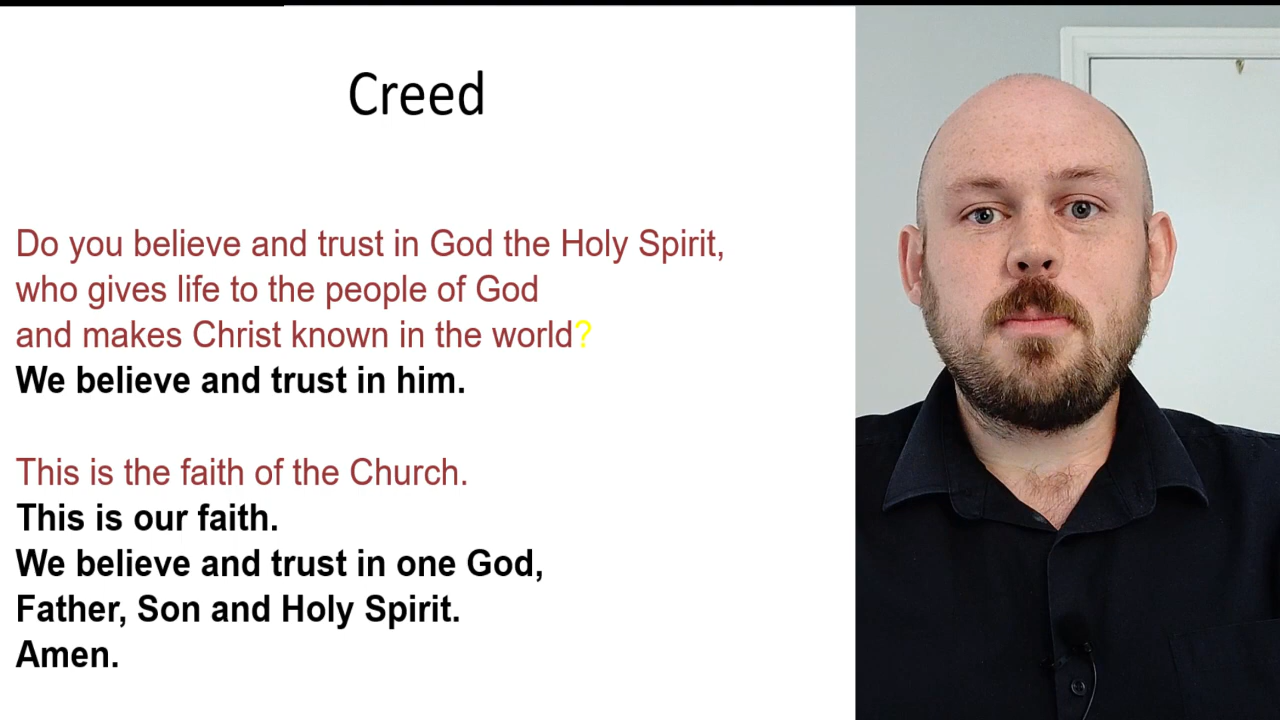 Creed
Do you believe and trust in God the Holy Spirit,
who gives life to the people of God
and makes Christ known in the world?
We believe and trust in him.
This is the faith of the Church.
This is our faith.
We believe and trust in one God,
Father, Son and Holy Spirit.
Amen.